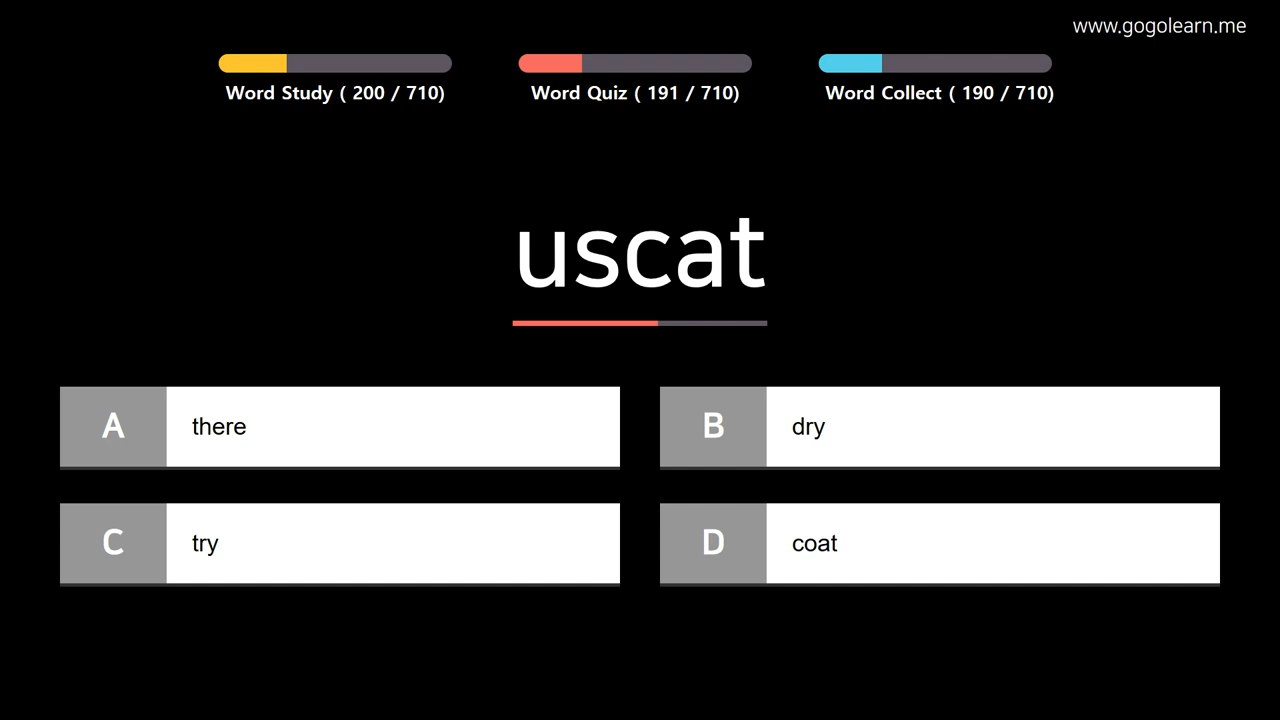 www.gogolearn.me
Word Study ( 200 / 710)
Word Quiz ( 191 / 710)
Word Collect ( 190 / 710)
uscat
A there
B dry
C try
D coat